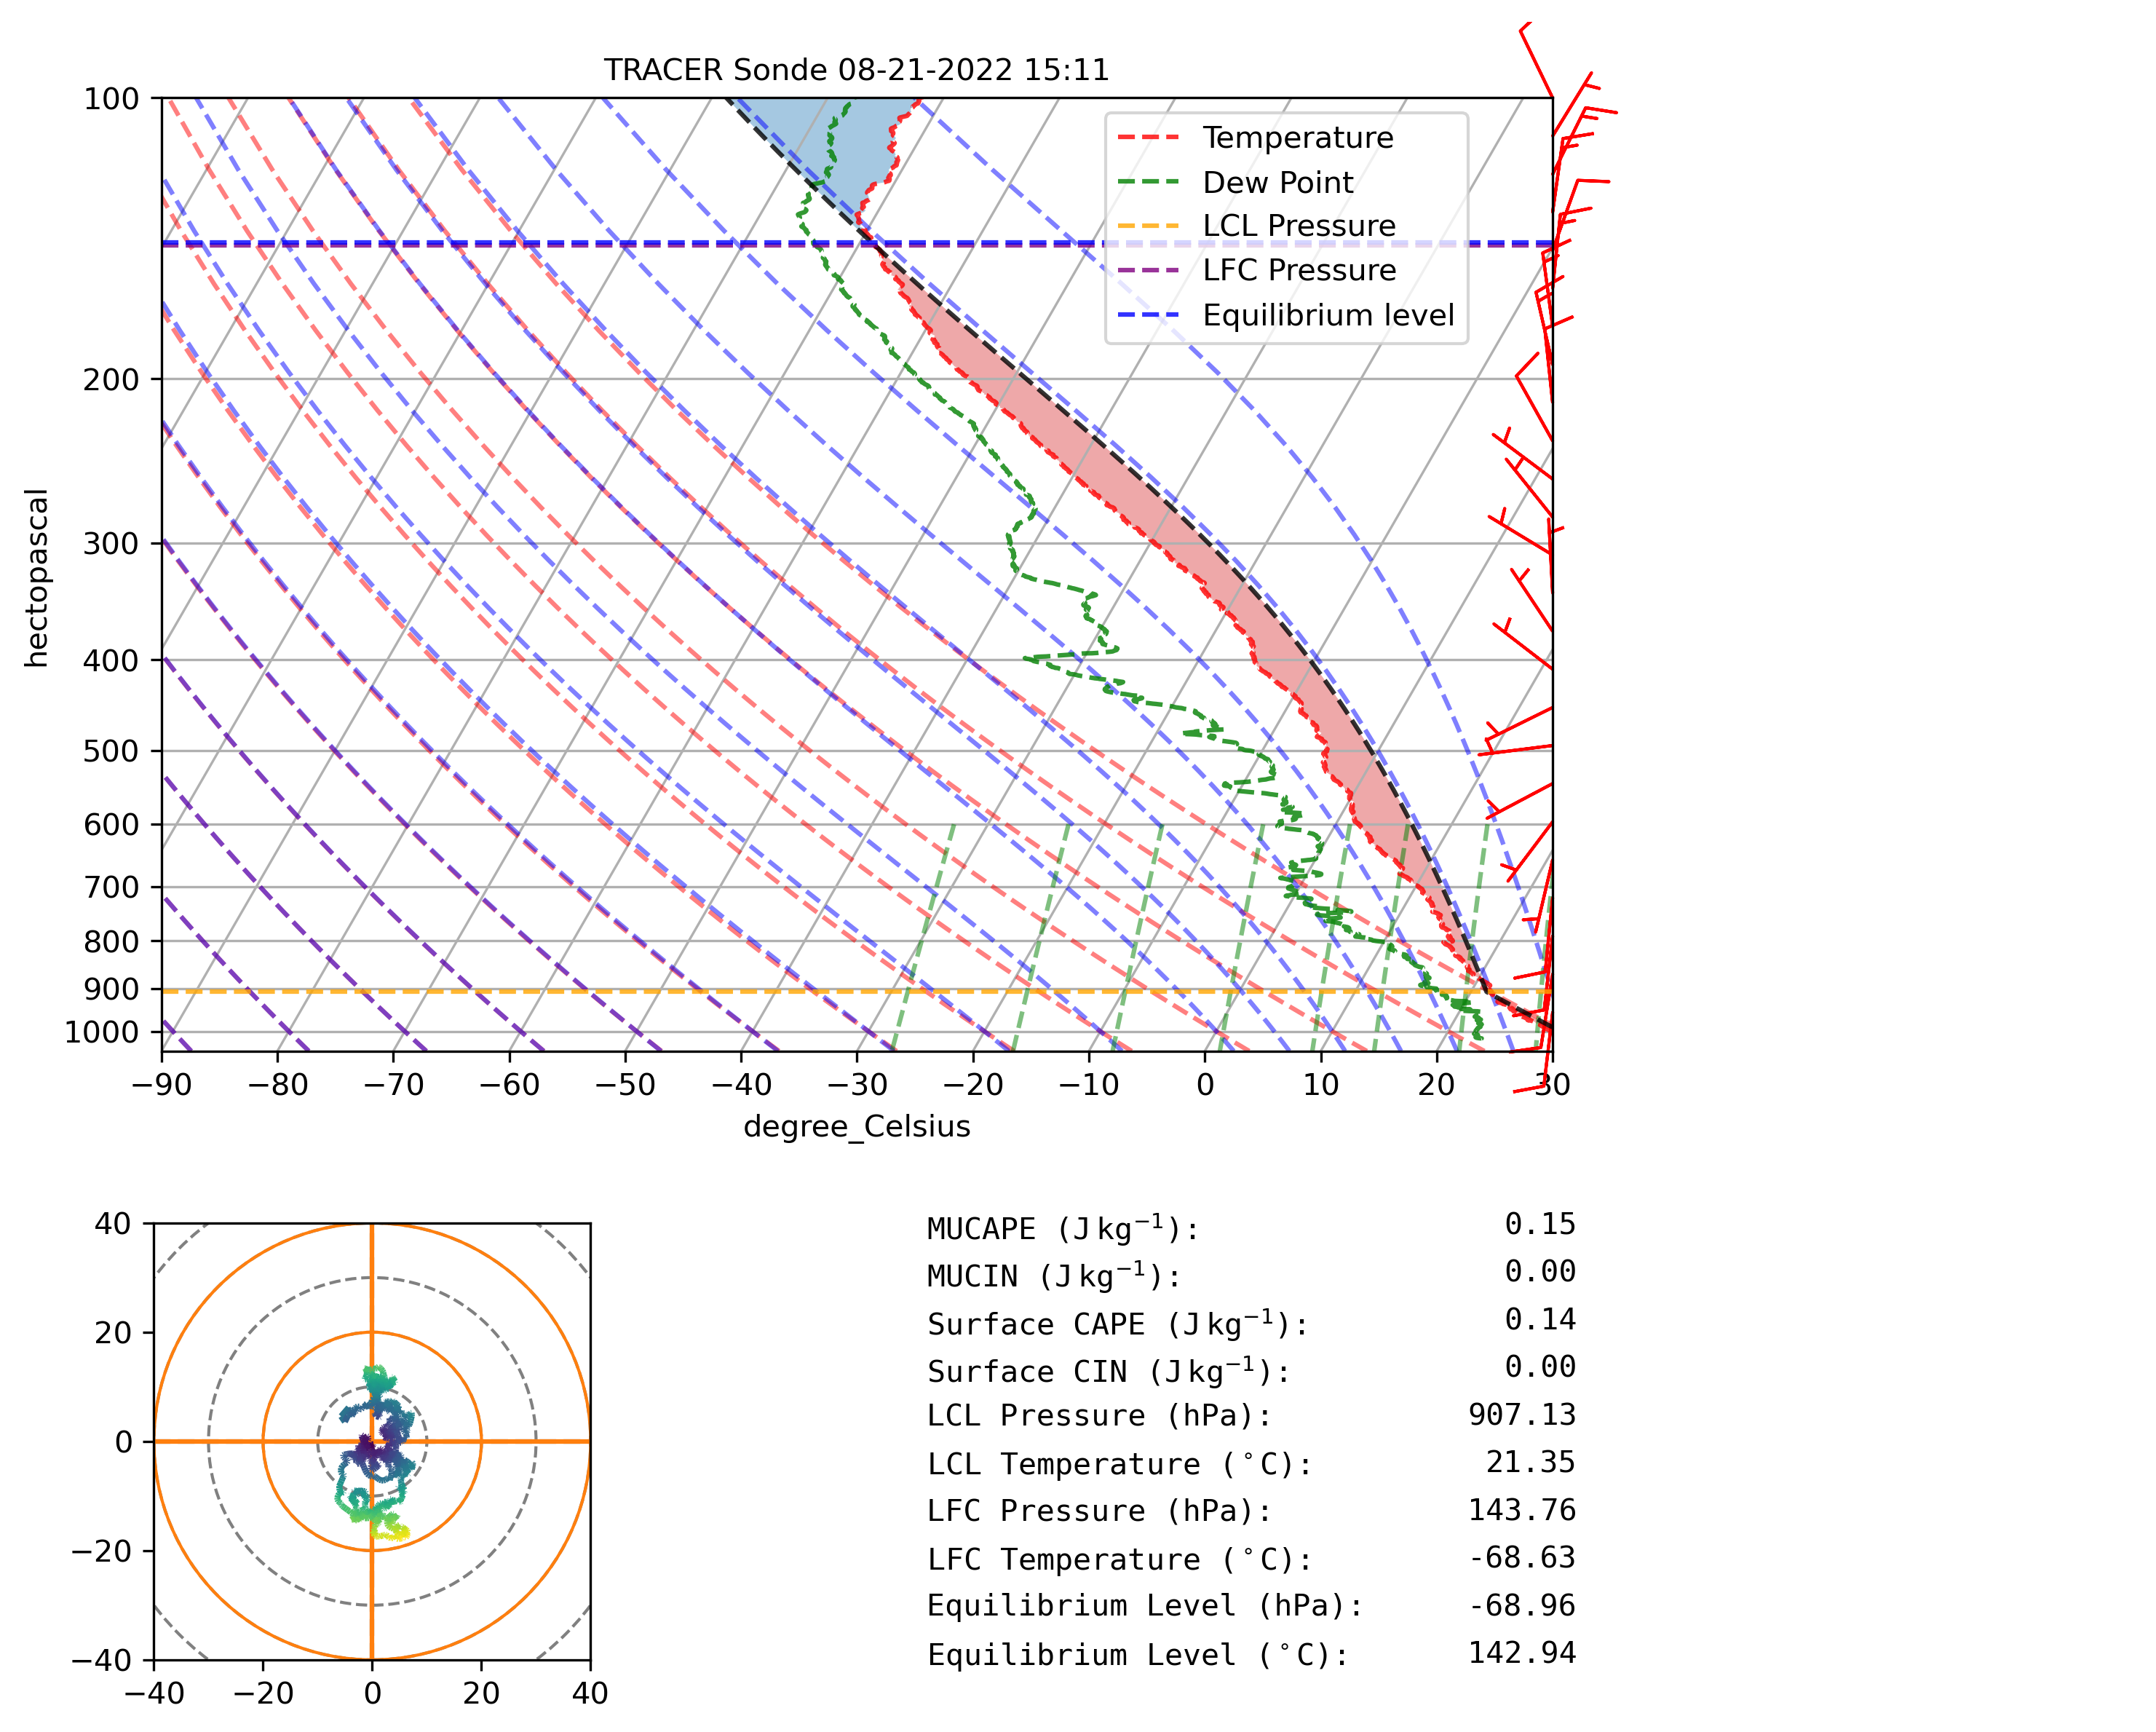 TRACER Sonde 08-21-2022 15:11
100
200
300
400
500
600
700
800
900
1000
hectopascal
Temperature
Dew Point
LCL Pressure
LFC Pressure
Equilibrium level
−90 −80 −70 −60 −50 −40 −30 −20 −10 0 10 20 30
degree_Celsius
40
20
0
−20
−40
−40 −20 0 20 40
MUCAPE (J kg⁻¹): 0.15
MUCIN (J kg⁻¹): 0.00
Surface CAPE (J kg⁻¹): 0.14
Surface CIN (J kg⁻¹): 0.00
LCL Pressure (hPa): 907.13
LCL Temperature (°C): 21.35
LFC Pressure (hPa): 143.76
LFC Temperature (°C): -68.63
Equilibrium Level (hPa): -68.96
Equilibrium Level (°C): 142.94